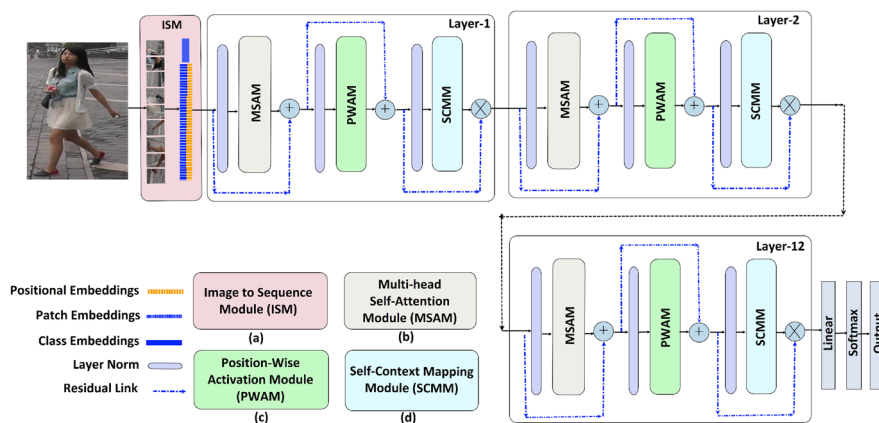 ISM
Layer-1
Layer-2
MSAM
PWAM
SCMM
MSAM
PWAM
SCMM
Layer-12
MSAM
PWAM
SCMM
Linear
Softmax
Output
Positional Embeddings
Patch Embeddings
Class Embeddings
Layer Norm
Residual Link
Image to Sequence
Module (ISM)
(a)
Multi-head
Self-Attention
Module (MSAM)
(b)
Position-Wise
Activation Module
(PWAM)
(c)
Self-Context Mapping
Module (SCMM)
(d)